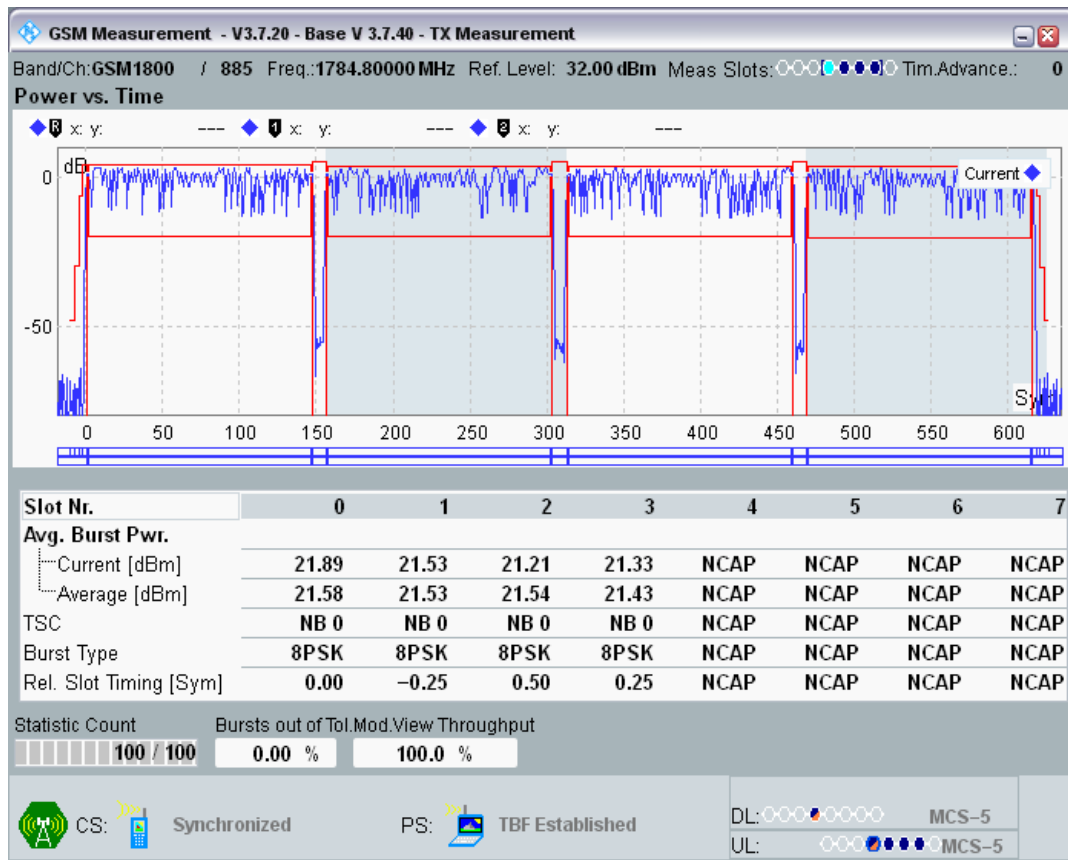 GSM Measurement - V3.7.20 - Base V 3.7.40 - TX Measurement
Band/Ch:GSM1800 / 885 Freq.:1784.80000 MHz Ref. Level: 32.00 dBm Meas Slots: Tim.Advance.: 0
Power vs. Time
R x: y: --- 1 x: y: --- 2 x: y: ---
dB
0
Current
-50
0 50 100 150 200 250 300 350 400 450 500 550 600
Slot Nr. 0 1 2 3 4 5 6 7
Avg. Burst Pwr.
Current [dBm] 21.89 21.53 21.21 21.33 NCAP NCAP NCAP NCAP
Average [dBm] 21.58 21.53 21.54 21.43 NCAP NCAP NCAP NCAP
TSC NB 0 NB 0 NB 0 NB 0 NCAP NCAP NCAP NCAP
Burst Type 8PSK 8PSK 8PSK 8PSK NCAP NCAP NCAP NCAP
Rel. Slot Timing [Sym] 0.00 −0.25 0.50 0.25 NCAP NCAP NCAP NCAP
Statistic Count Bursts out of Tol. Mod.View Throughput
100 / 100 0.00 % 100.0 %
CS: Synchronized PS: TBF Established
DL: MCS−5
UL: MCS−5